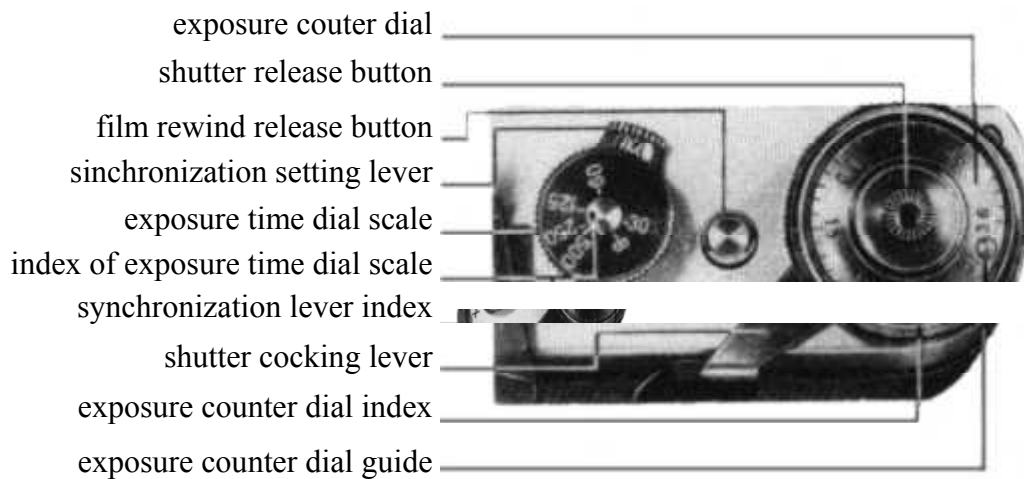 exposure couter dial
shutter release button
film rewind release button
sinchronization setting lever
exposure time dial scale
index of exposure time dial scale
synchronization lever index
shutter cocking lever
exposure counter dial index
exposure counter dial guide
60
30
500